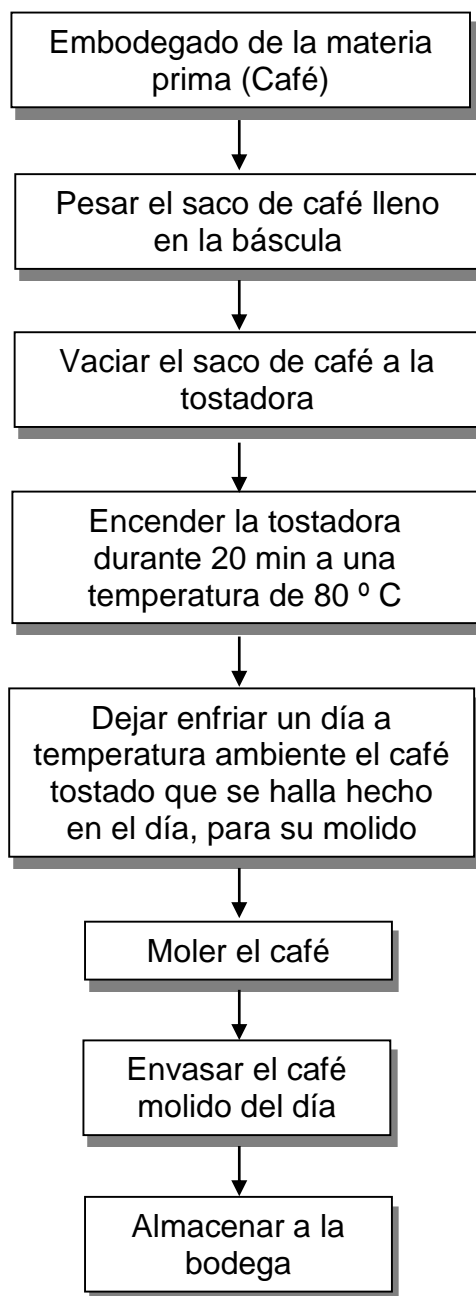 Embodegado de la materia
prima (Café)
Pesar el saco de café lleno
en la báscula
Vaciar el saco de café a la
tostadora
Encender la tostadora
durante 20 min a una
temperatura de 80 º C
Dejar enfriar un día a
temperatura ambiente el café
tostado que se halla hecho
en el día, para su molido
Moler el café
Envasar el café
molido del día
Almacenar a la
bodega